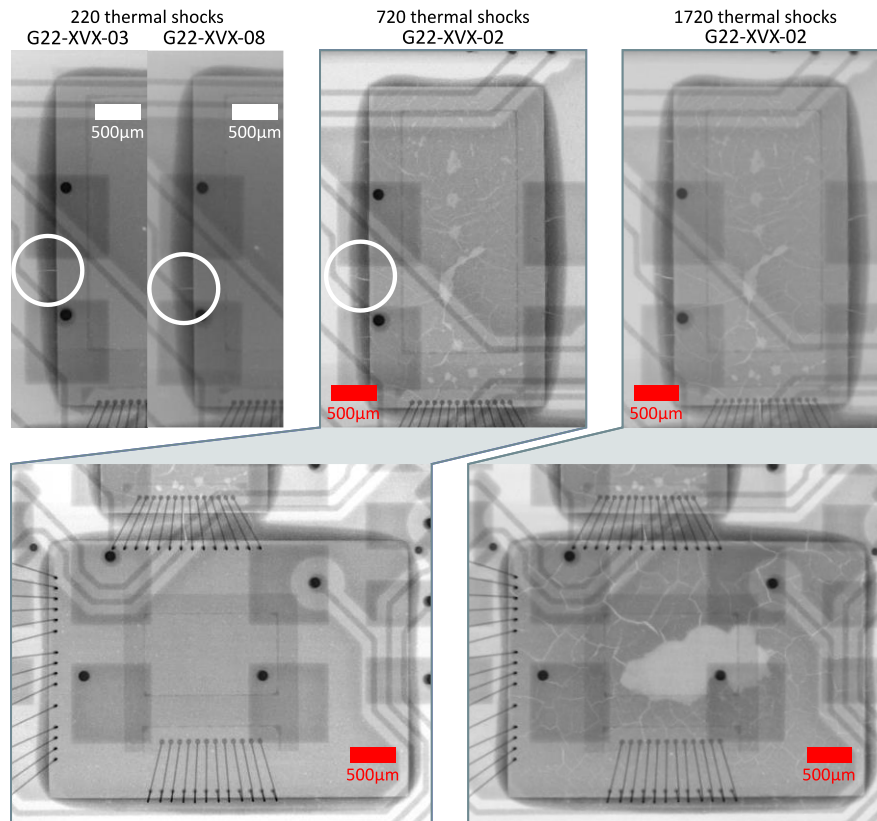 220 thermal shocks
G22-XVX-03 G22-XVX-08
720 thermal shocks
G22-XVX-02
1720 thermal shocks
G22-XVX-02
500µm
500µm
500µm
500µm
500µm
500µm